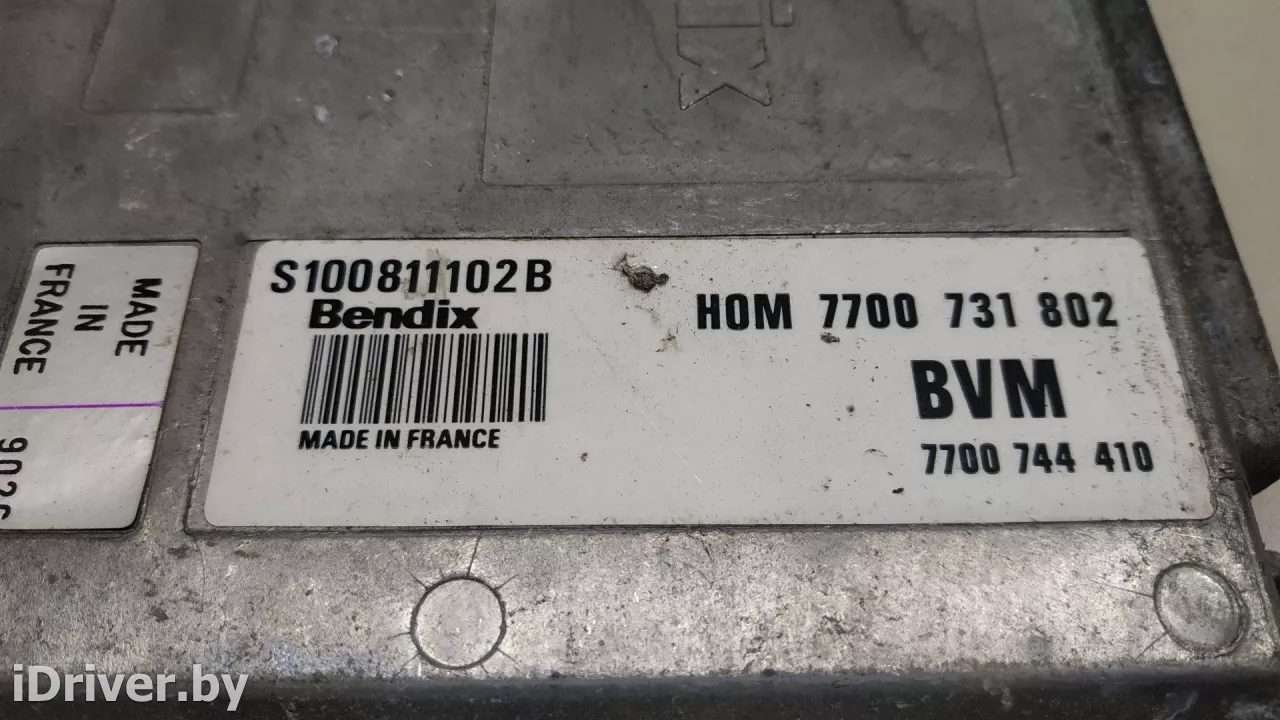 S100811102B
Bendix
MADE IN FRANCE
HOM 7700 731 802
BVM
7700 744 410
MADE
IN
FRANCE
iDriver.by